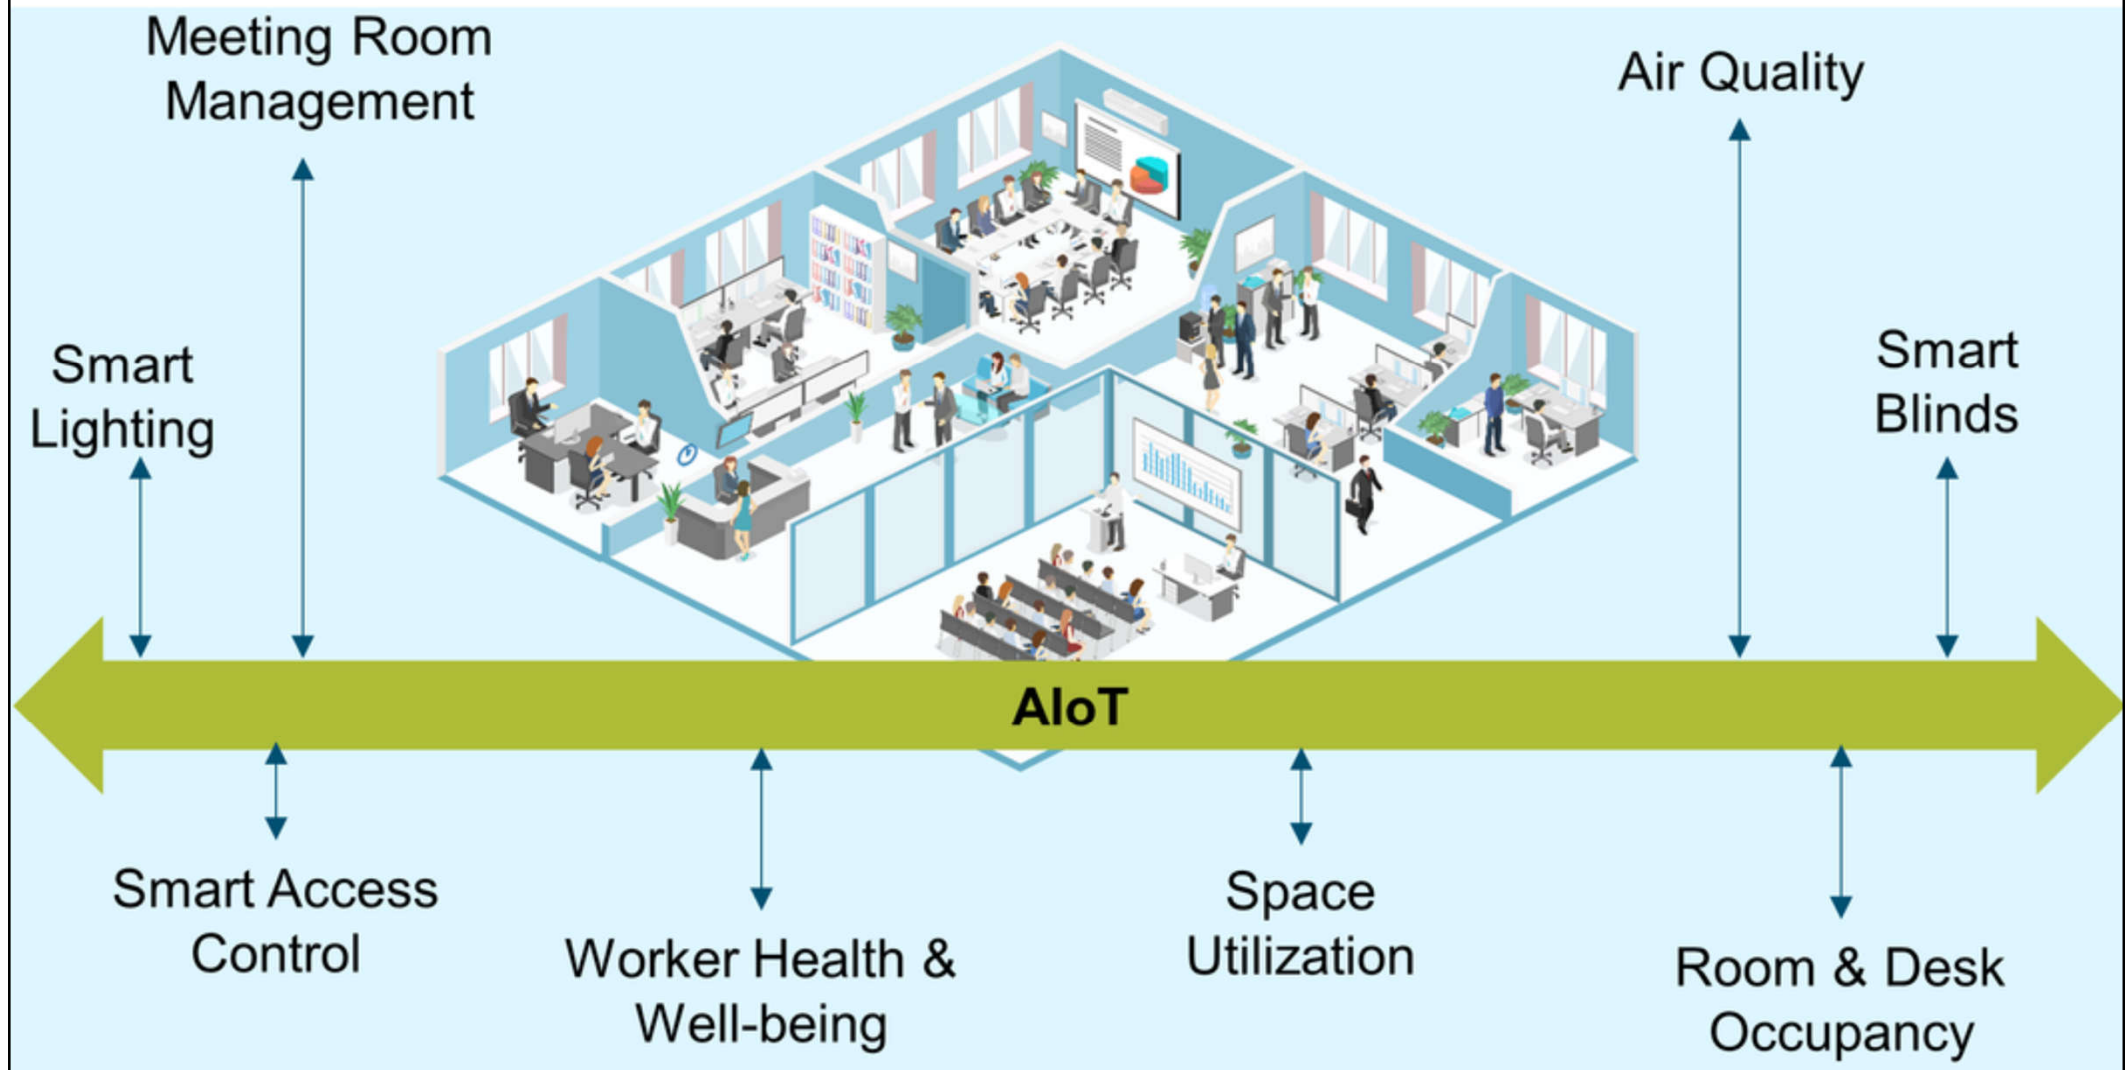 Meeting Room
Management
Air Quality
Smart
Lighting
Smart
Blinds
AIoT
Smart Access
Control
Worker Health &
Well-being
Space
Utilization
Room & Desk
Occupancy